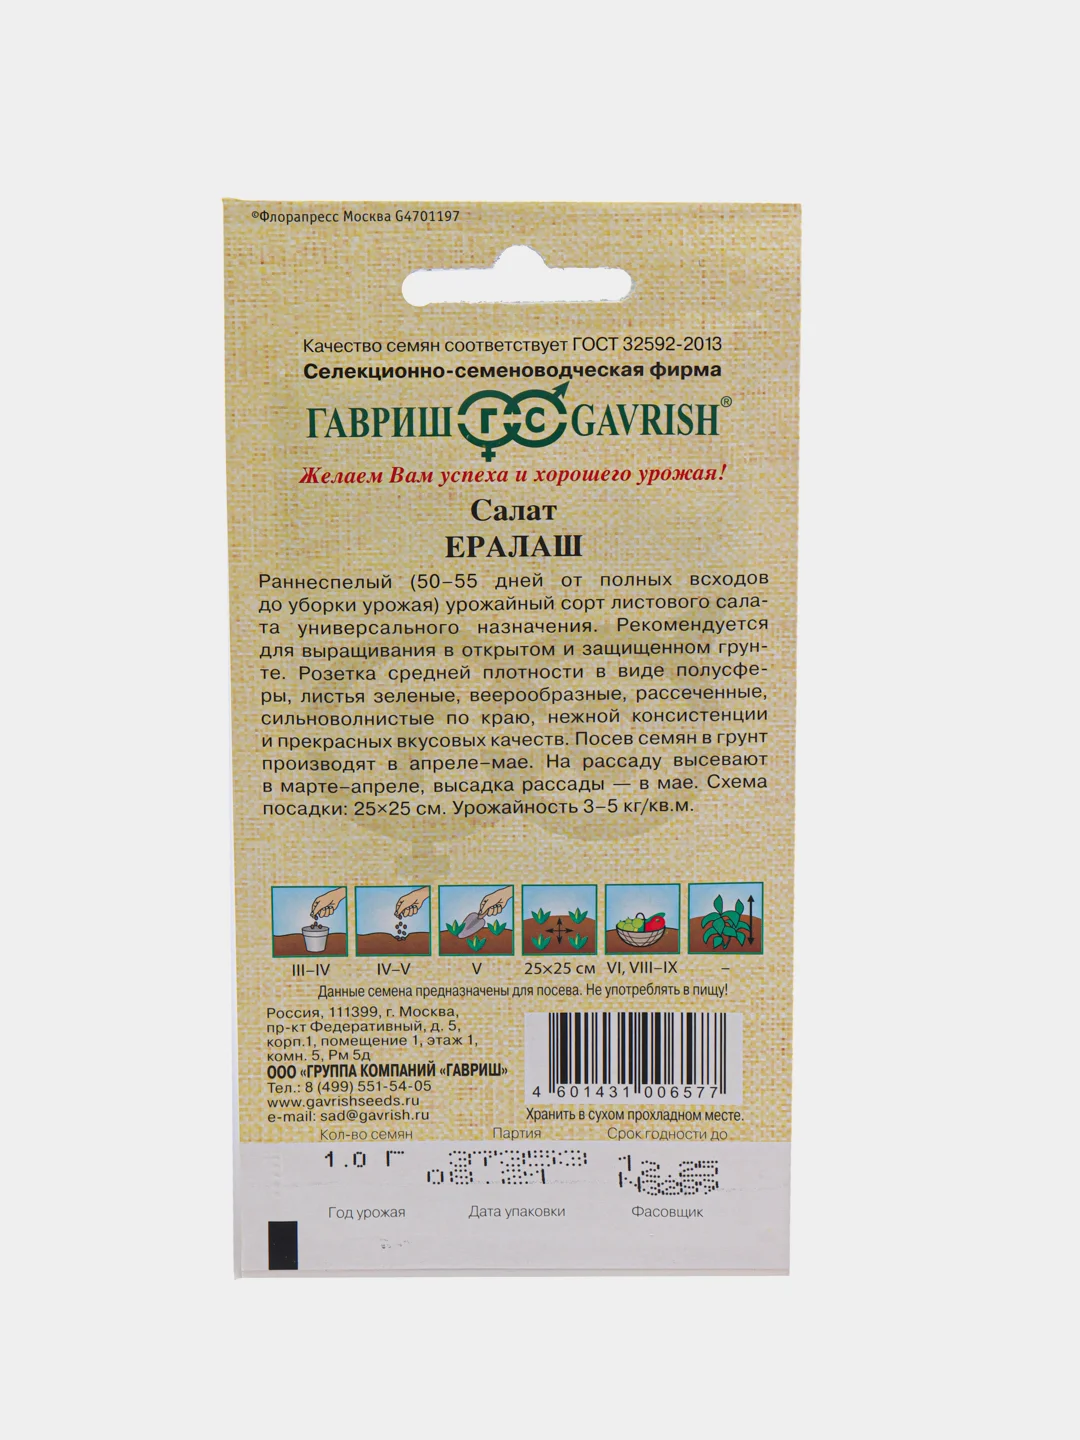 ©Флорапресс Москва G4701197
Качество семян соответствует ГОСТ 32592-2013
Селекционно-семеноводческая фирма
ГАВРИШ ГС GAVRISH®
Желаем Вам успеха и хорошего урожая!
Салат
ЕРАЛАШ
Раннеспелый (50–55 дней от полных всходов
до уборки урожая) урожайный сорт листового сала-
та универсального назначения. Рекомендуется
для выращивания в открытом и защищенном грун-
те. Розетка средней плотности в виде полусфе-
ры, листья зеленые, веерообразные, рассеченные,
сильноволнистые по краю, нежной консистенции
и прекрасных вкусовых качеств. Посев семян в грунт
производят в апреле–мае. На рассаду высевают
в марте–апреле, высадка рассады — в мае. Схема
посадки: 25×25 см. Урожайность 3–5 кг/кв.м.
III–IV IV–V V 25×25 см VI, VIII–IX –
Данные семена предназначены для посева. Не употреблять в пищу!
Россия, 111399, г. Москва,
пр-кт Федеративный, д. 5,
корп.1, помещение 1, этаж 1,
комн. 5, Рм 5д
ООО «ГРУППА КОМПАНИЙ «ГАВРИШ»
Тел.: 8 (499) 551-54-05
www.gavrishseeds.ru
e-mail: sad@gavrish.ru
4 601431 006577
Хранить в сухом прохладном месте.
Кол-во семян Партия Срок годности до
1.0 Г 12.25
Год урожая Дата упаковки Фасовщик